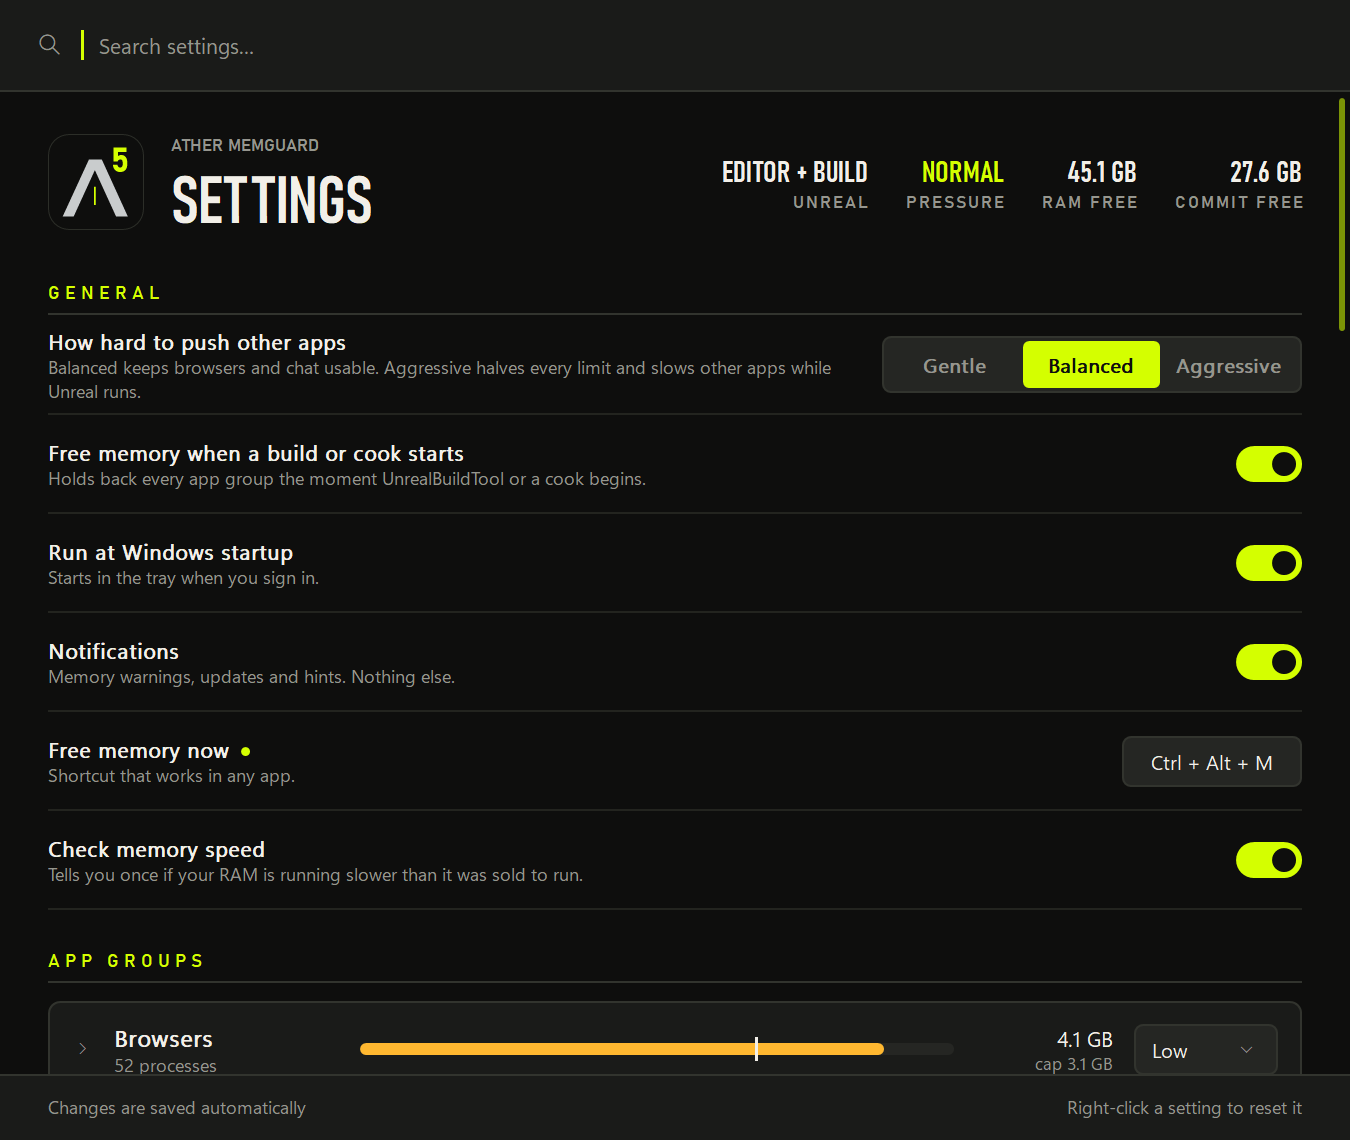 Search settings...
5
ATHER MEMGUARD
SETTINGS
EDITOR + BUILD
UNREAL
NORMAL
PRESSURE
45.1 GB
RAM FREE
27.6 GB
COMMIT FREE
GENERAL
How hard to push other apps
Balanced keeps browsers and chat usable. Aggressive halves every limit and slows other apps while
Unreal runs.
Gentle
Balanced
Aggressive
Free memory when a build or cook starts
Holds back every app group the moment UnrealBuildTool or a cook begins.
Run at Windows startup
Starts in the tray when you sign in.
Notifications
Memory warnings, updates and hints. Nothing else.
Free memory now
Shortcut that works in any app.
Ctrl + Alt + M
Check memory speed
Tells you once if your RAM is running slower than it was sold to run.
APP GROUPS
Browsers
52 processes
4.1 GB
cap 3.1 GB
Low
Changes are saved automatically
Right-click a setting to reset it